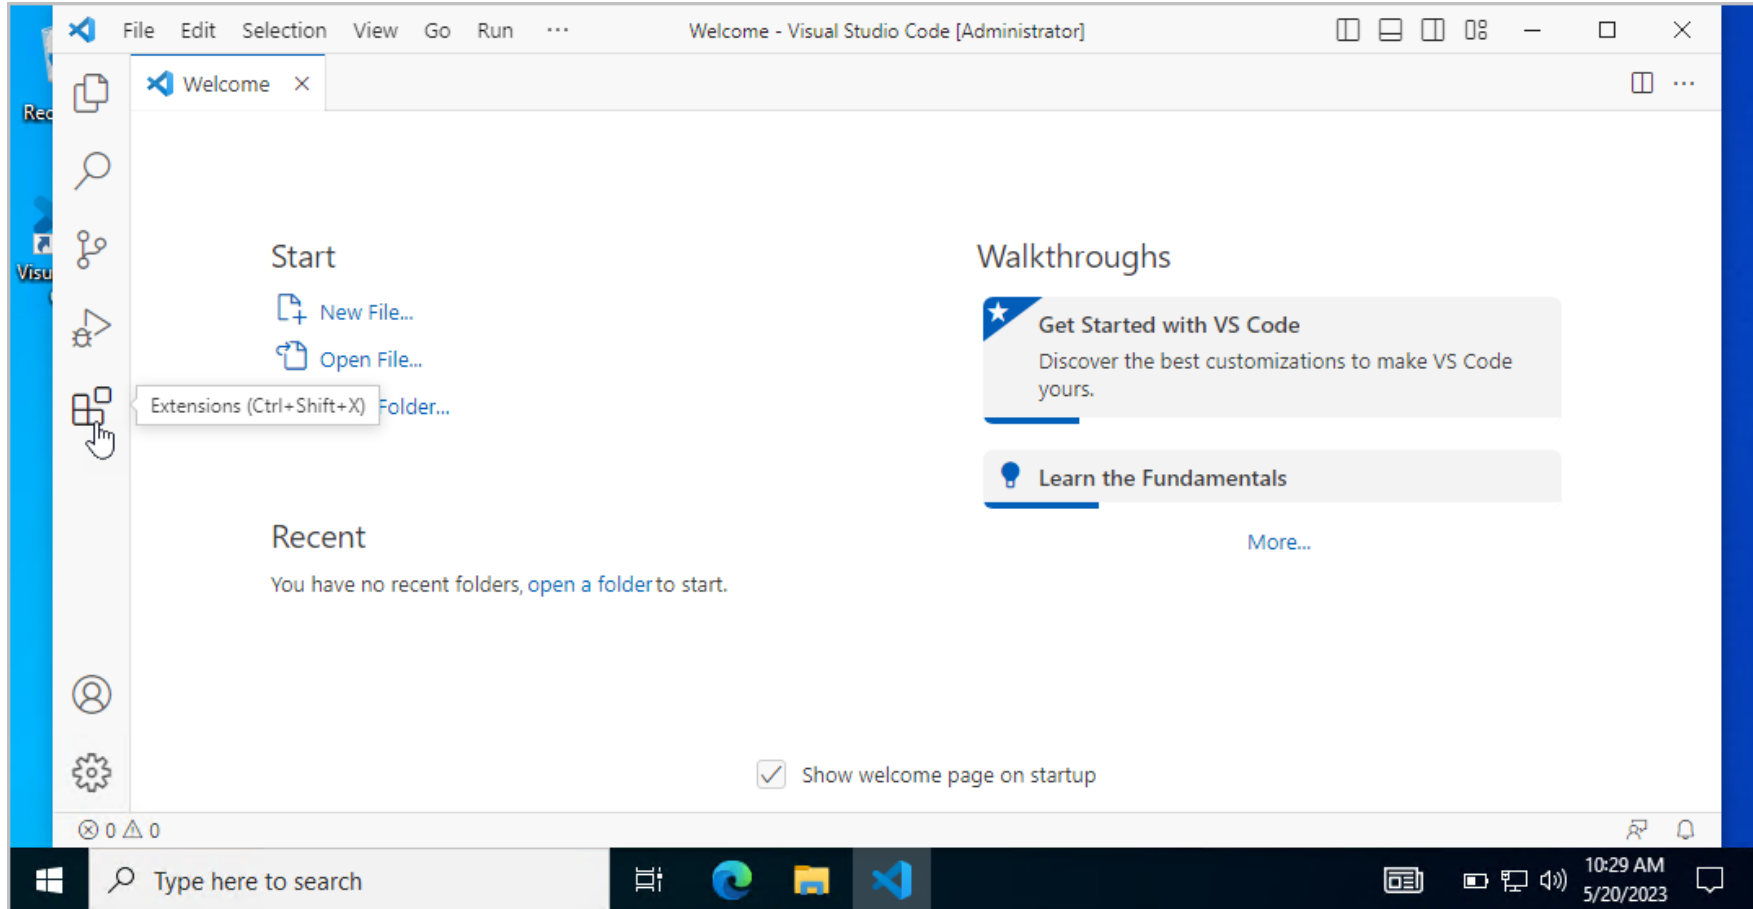 File Edit Selection View Go Run ··· Welcome - Visual Studio Code [Administrator]
Welcome
Start
New File...
Open File...
Extensions (Ctrl+Shift+X) Folder...
Recent
You have no recent folders, open a folder to start.
Walkthroughs
Get Started with VS Code
Discover the best customizations to make VS Code
yours.
Learn the Fundamentals
More...
Show welcome page on startup
0 0
Type here to search
10:29 AM
5/20/2023